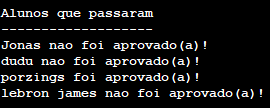 Alunos que passaram
-------------------
Jonas nao foi aprovado(a)!
dudu nao foi aprovado(a)!
porzings foi aprovado(a)!
lebron james nao foi aprovado(a)!